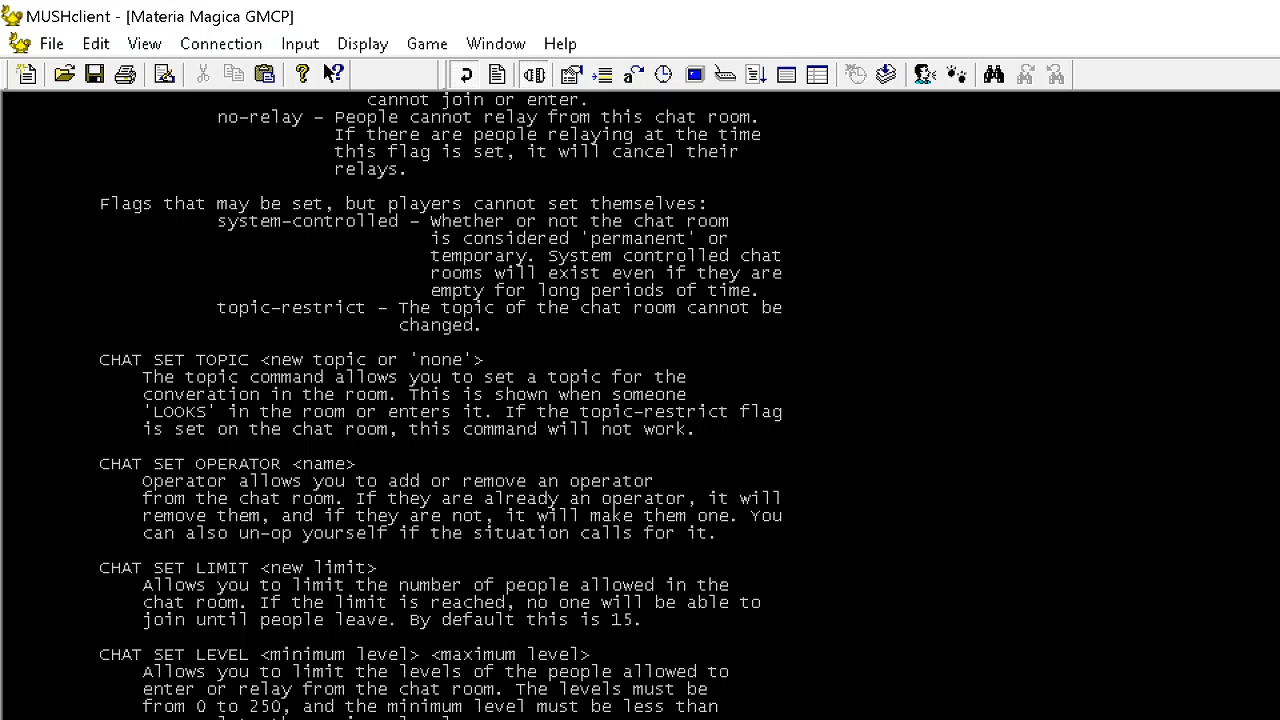 MUSHclient - [Materia Magica GMCP]
File Edit View Connection Input Display Game Window Help
cannot join or enter.
no-relay - People cannot relay from this chat room.
If there are people relaying at the time
this flag is set, it will cancel their
relays.
Flags that may be set, but players cannot set themselves:
system-controlled - Whether or not the chat room
is considered 'permanent' or
temporary. System controlled chat
rooms will exist even if they are
empty for long periods of time.
topic-restrict - The topic of the chat room cannot be
changed.
CHAT SET TOPIC <new topic or 'none'>
The topic command allows you to set a topic for the
converation in the room. This is shown when someone
'LOOKS' in the room or enters it. If the topic-restrict flag
is set on the chat room, this command will not work.
CHAT SET OPERATOR <name>
Operator allows you to add or remove an operator
from the chat room. If they are already an operator, it will
remove them, and if they are not, it will make them one. You
can also un-op yourself if the situation calls for it.
CHAT SET LIMIT <new limit>
Allows you to limit the number of people allowed in the
chat room. If the limit is reached, no one will be able to
join until people leave. By default this is 15.
CHAT SET LEVEL <minimum level> <maximum level>
Allows you to limit the levels of the people allowed to
enter or relay from the chat room. The levels must be
from 0 to 250, and the minimum level must be less than